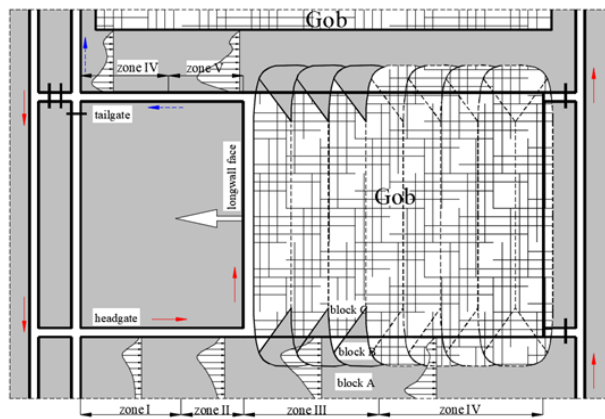 Gob
zone IV
zone V
tailgate
longwall face
Gob
headgate
block C
block B
block A
zone I
zone II
zone III
zone IV